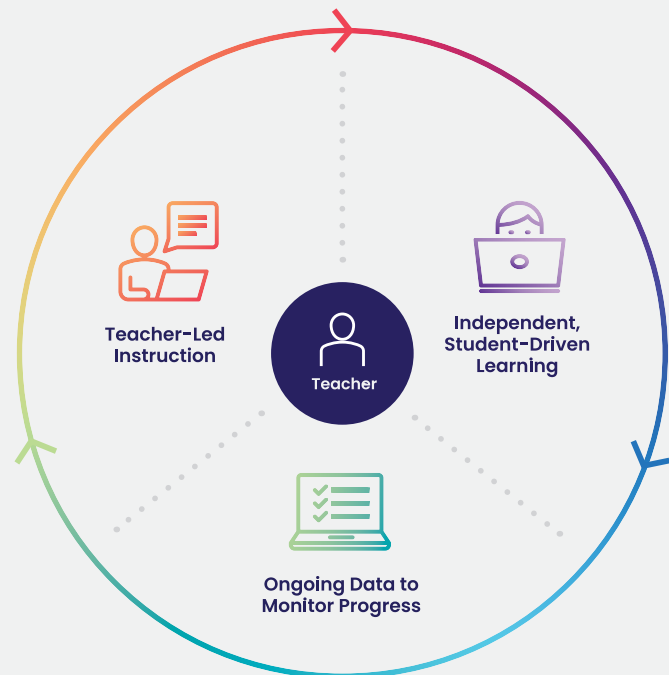 Teacher-Led
Instruction
Independent,
Student-Driven
Learning
Teacher
Ongoing Data to
Monitor Progress